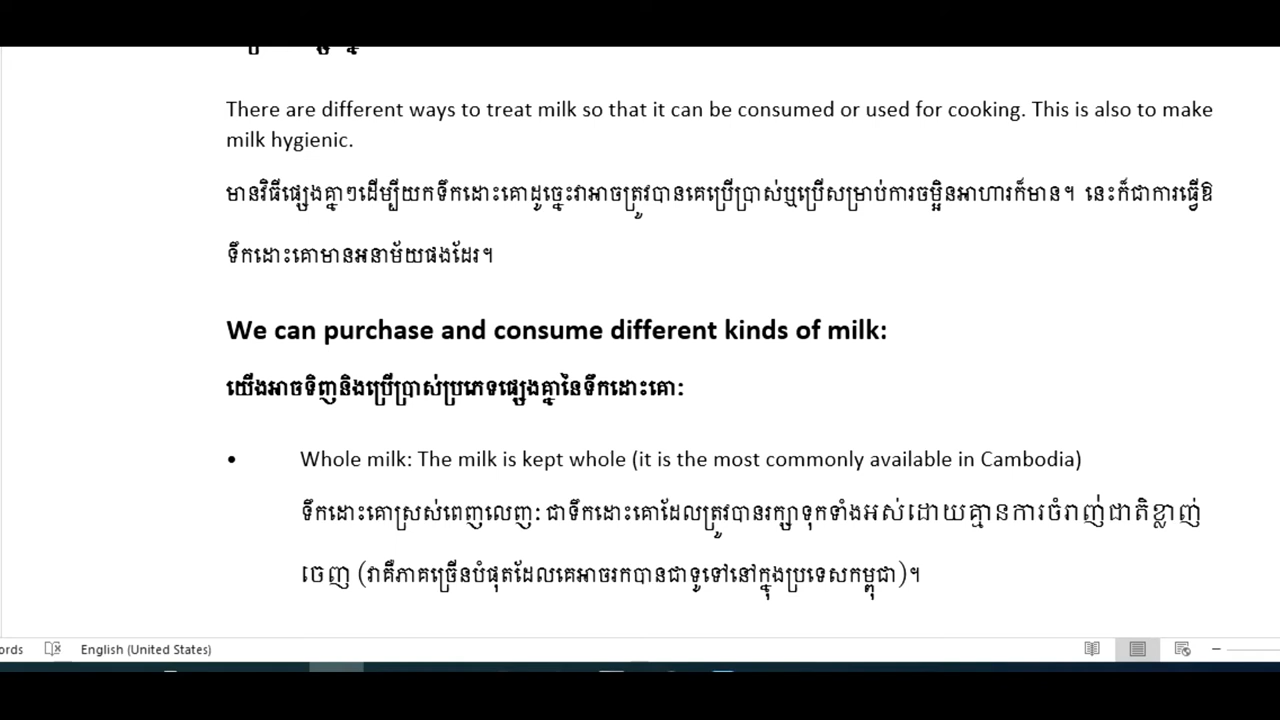 There are different ways to treat milk so that it can be consumed or used for cooking. This is also to make
milk hygienic.
មានវិធីផ្សេងគ្នាៗដើម្បីយកទឹកដោះគោដូច្នេះវាអាចត្រូវបានគេប្រើប្រាស់ឬប្រើសម្រាប់ការចម្អិនអាហារក៏មាន។ នេះក៏ជាការធ្វើឱ
ទឹកដោះគោមានអនាម័យផងដែរ។
We can purchase and consume different kinds of milk:
យើងអាចទិញនិងប្រើប្រាស់ប្រភេទផ្សេងគ្នានៃទឹកដោះគោ:
• Whole milk: The milk is kept whole (it is the most commonly available in Cambodia)
ទឹកដោះគោស្រស់ពេញលេញ: ជាទឹកដោះគោដែលត្រូវបានរក្សាទុកទាំងអស់ដោយគ្មានការចំរាញ់ជាតិខ្លាញ់
ចេញ (វាគឺភាគច្រើនបំផុតដែលគេអាចរកបានជាទូទៅនៅក្នុងប្រទេសកម្ពុជា)។
ords English (United States)